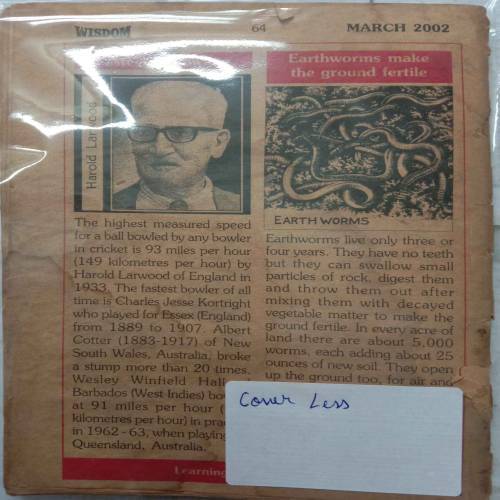 WISDOM 64 MARCH 2002
Harold Larwood
The highest measured speed
for a ball bowled by any bowler
in cricket is 93 miles per hour
(149 kilometres per hour) by
Harold Larwood of England in
1933. The fastest bowler of all
time is Charles Jesse Kortright
who played for Essex (England)
from 1889 to 1907. Albert
Cotter (1883-1917) of New
South Wales, Australia, broke
a stump more than 20 times.
Wesley Winfield Hall
Barbados (West Indies) bo
at 91 miles per hour (
kilometres per hour) in pra
in 1962-63, when playing
Queensland, Australia.
Earthworms make
the ground fertile
EARTH WORMS
Earthworms live only three or
four years. They have no teeth
but they can swallow small
particles of rock, digest them
and throw them out after
mixing them with decayed
vegetable matter to make the
ground fertile. In every acre of
land there are about 5,000
worms, each adding about 25
ounces of new soil. They open
up the ground too, for air and
Cover Less
Learning